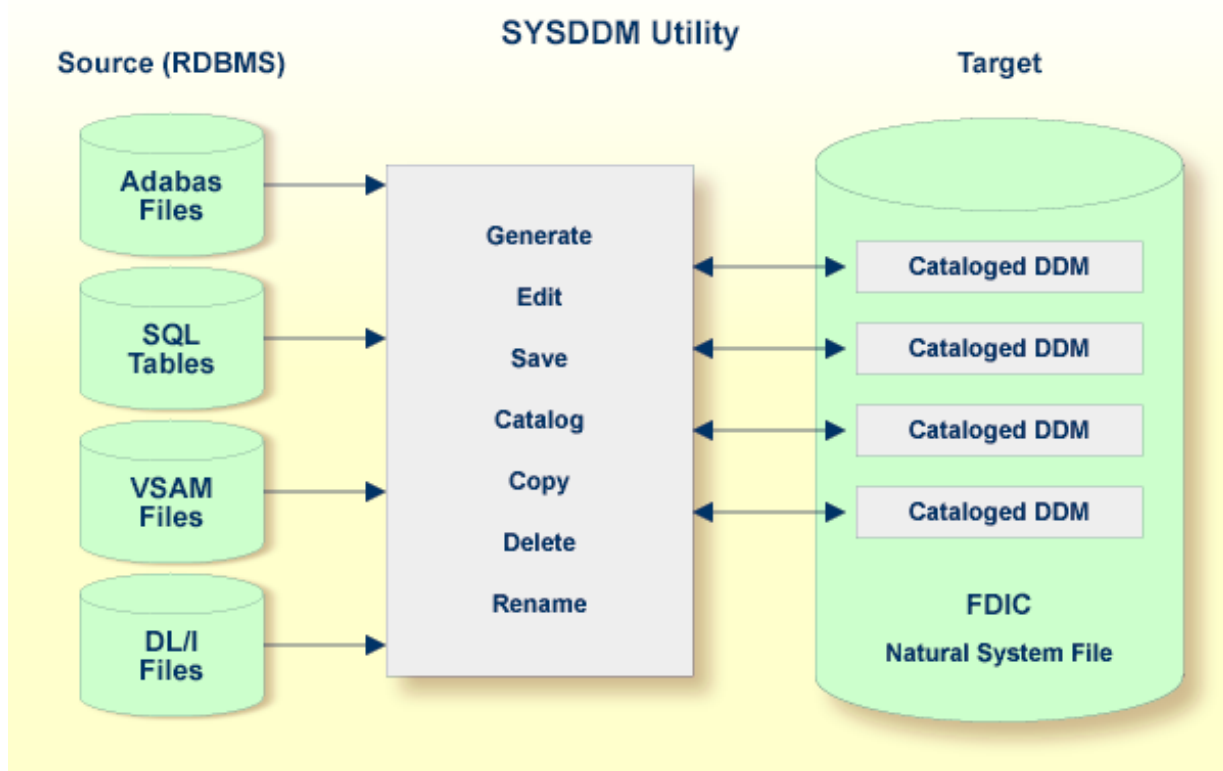 SYSDDM Utility
Source (RDBMS)
Target
Adabas
Files
SQL
Tables
VSAM
Files
DL/I
Files
Generate
Edit
Save
Catalog
Copy
Delete
Rename
Cataloged DDM
Cataloged DDM
Cataloged DDM
Cataloged DDM
FDIC
Natural System File